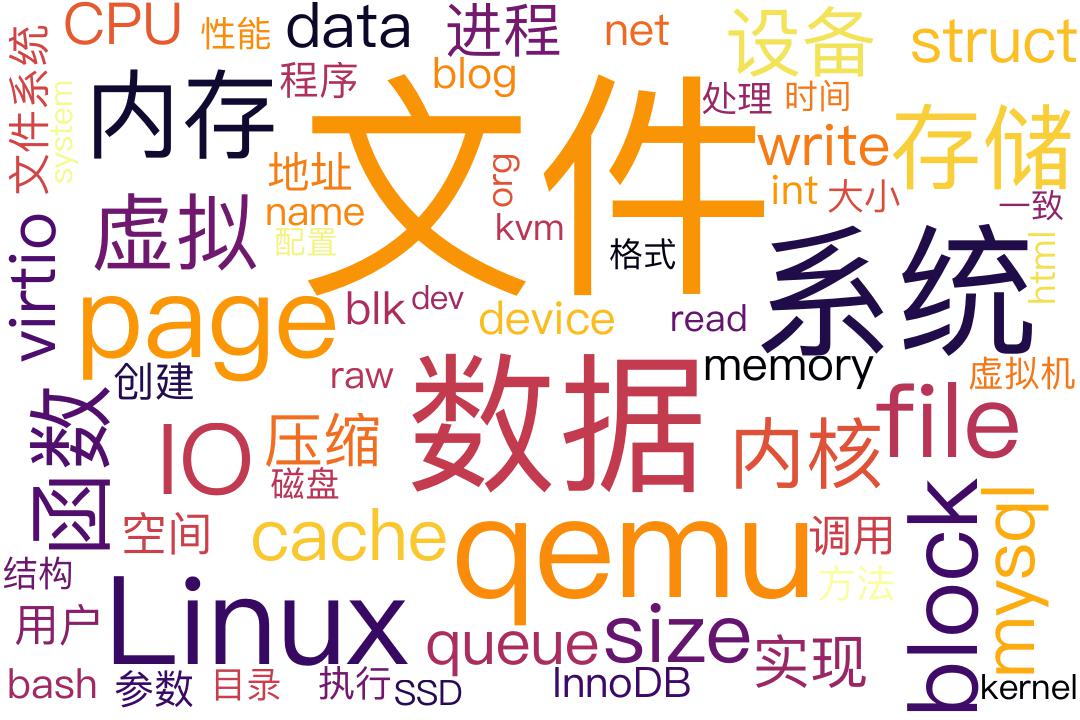 CPU
性能
data
进程
net
设备
struct
文件系统
system
内存
程序
blog
文件
处理
时间
write
存储
地址
org
int
大小
name
kvm
一致
虚拟
配置
格式
系统
html
virtio
page
blk
dev
device
read
memory
创建
raw
数据
虚拟机
file
函数
IO
压缩
内核
磁盘
空间
cache
qemu
调用
block
mysql
结构
方法
Linux
用户
queue
size
实现
bash
参数
目录
执行
SSD
InnoDB
kernel